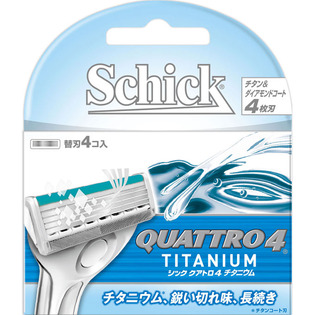 Schick
チタン&
ダイアモンドコート
4枚刃
替刃4コ入
QUATTRO4
TITANIUM
シック クアトロ4 チタニウム
チタニウム、鋭い切れ味、長続き
*チタンコート刃